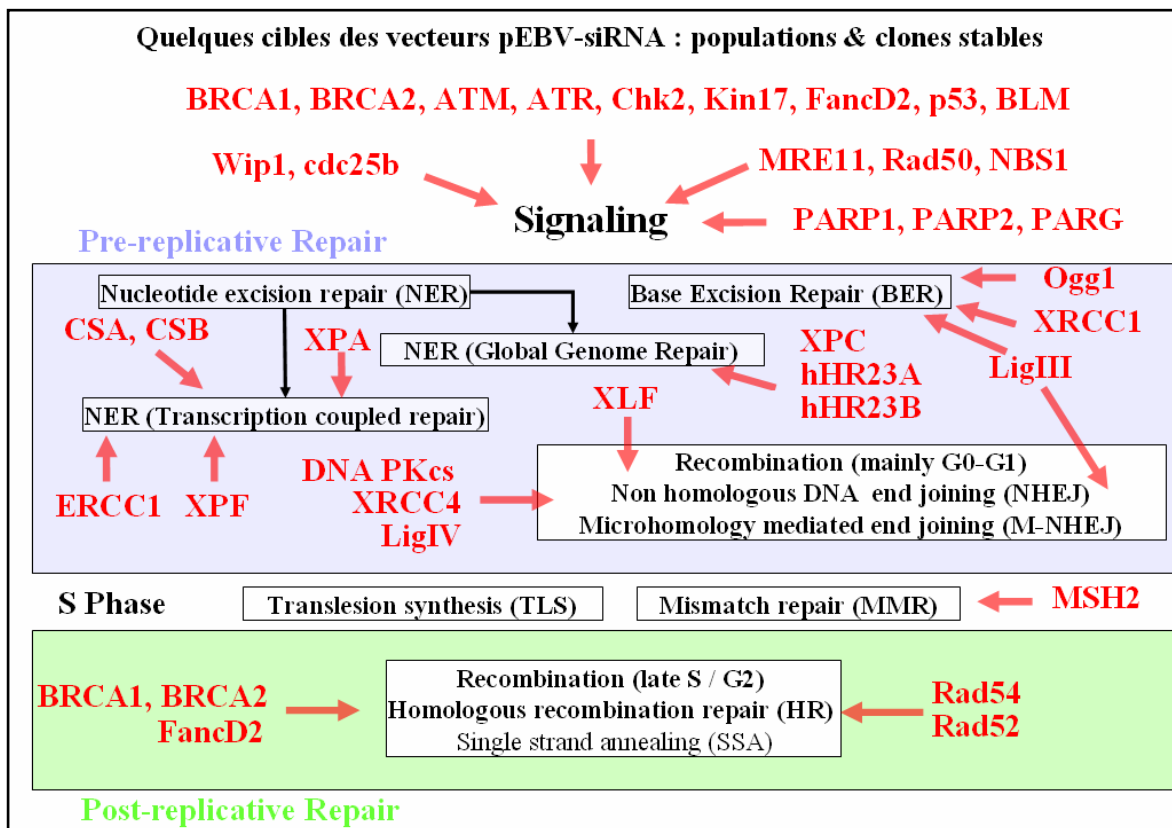 Quelques cibles des vecteurs pEBV-siRNA : populations & clones stables
BRCA1, BRCA2, ATM, ATR, Chk2, Kin17, FancD2, p53, BLM
Wip1, cdc25b
MRE11, Rad50, NBS1
Signaling
PARP1, PARP2, PARG
Pre-replicative Repair
Nucleotide excision repair (NER)
Base Excision Repair (BER)
Ogg1
XRCC1
LigIII
CSA, CSB
XPA
NER (Global Genome Repair)
XPC
hHR23A
hHR23B
NER (Transcription coupled repair)
XLF
ERCC1
XPF
DNA PKcs
XRCC4
LigIV
Recombination (mainly G0-G1)
Non homologous DNA end joining (NHEJ)
Microhomology mediated end joining (M-NHEJ)
S Phase
Translesion synthesis (TLS)
Mismatch repair (MMR)
MSH2
BRCA1, BRCA2
FancD2
Recombination (late S / G2)
Homologous recombination repair (HR)
Single strand annealing (SSA)
Rad54
Rad52
Post-replicative Repair